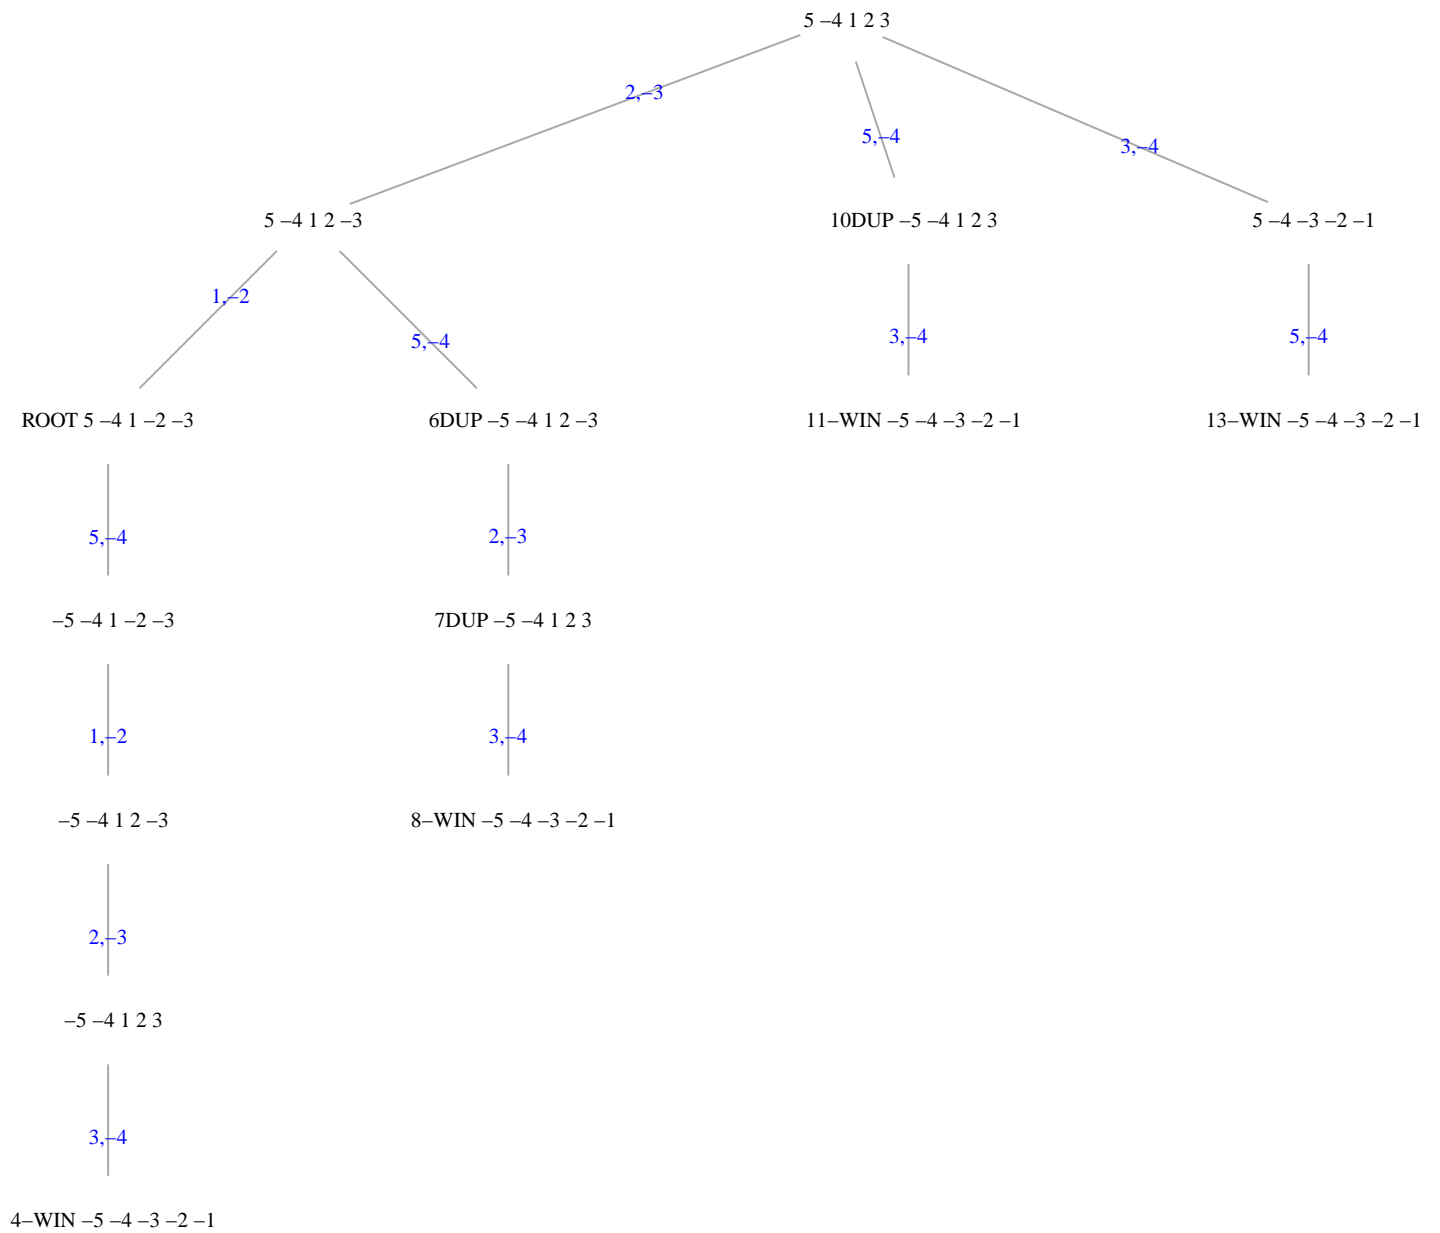 5 –4 1 2 3
2,–3
5,–4
3,–4
5 –4 1 2 –3
10DUP –5 –4 1 2 3
5 –4 –3 –2 –1
1,–2
5,–4
3,–4
5,–4
ROOT 5 –4 1 –2 –3
6DUP –5 –4 1 2 –3
11–WIN –5 –4 –3 –2 –1
13–WIN –5 –4 –3 –2 –1
5,–4
2,–3
–5 –4 1 –2 –3
7DUP –5 –4 1 2 3
1,–2
3,–4
–5 –4 1 2 –3
8–WIN –5 –4 –3 –2 –1
2,–3
–5 –4 1 2 3
3,–4
4–WIN –5 –4 –3 –2 –1